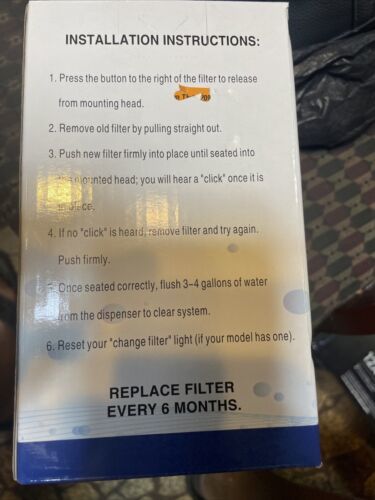 INSTALLATION INSTRUCTIONS:
1. Press the button to the right of the filter to release
from mounting head.
2. Remove old filter by pulling straight out.
3. Push new filter firmly into place until seated into
the mounted head; you will hear a "click" once it is
in place.
4. If no "click" is heard, remove filter and try again.
Push firmly.
5. Once seated correctly, flush 3–4 gallons of water
from the dispenser to clear system.
6. Reset your "change filter" light (if your model has one).
REPLACE FILTER
EVERY 6 MONTHS.